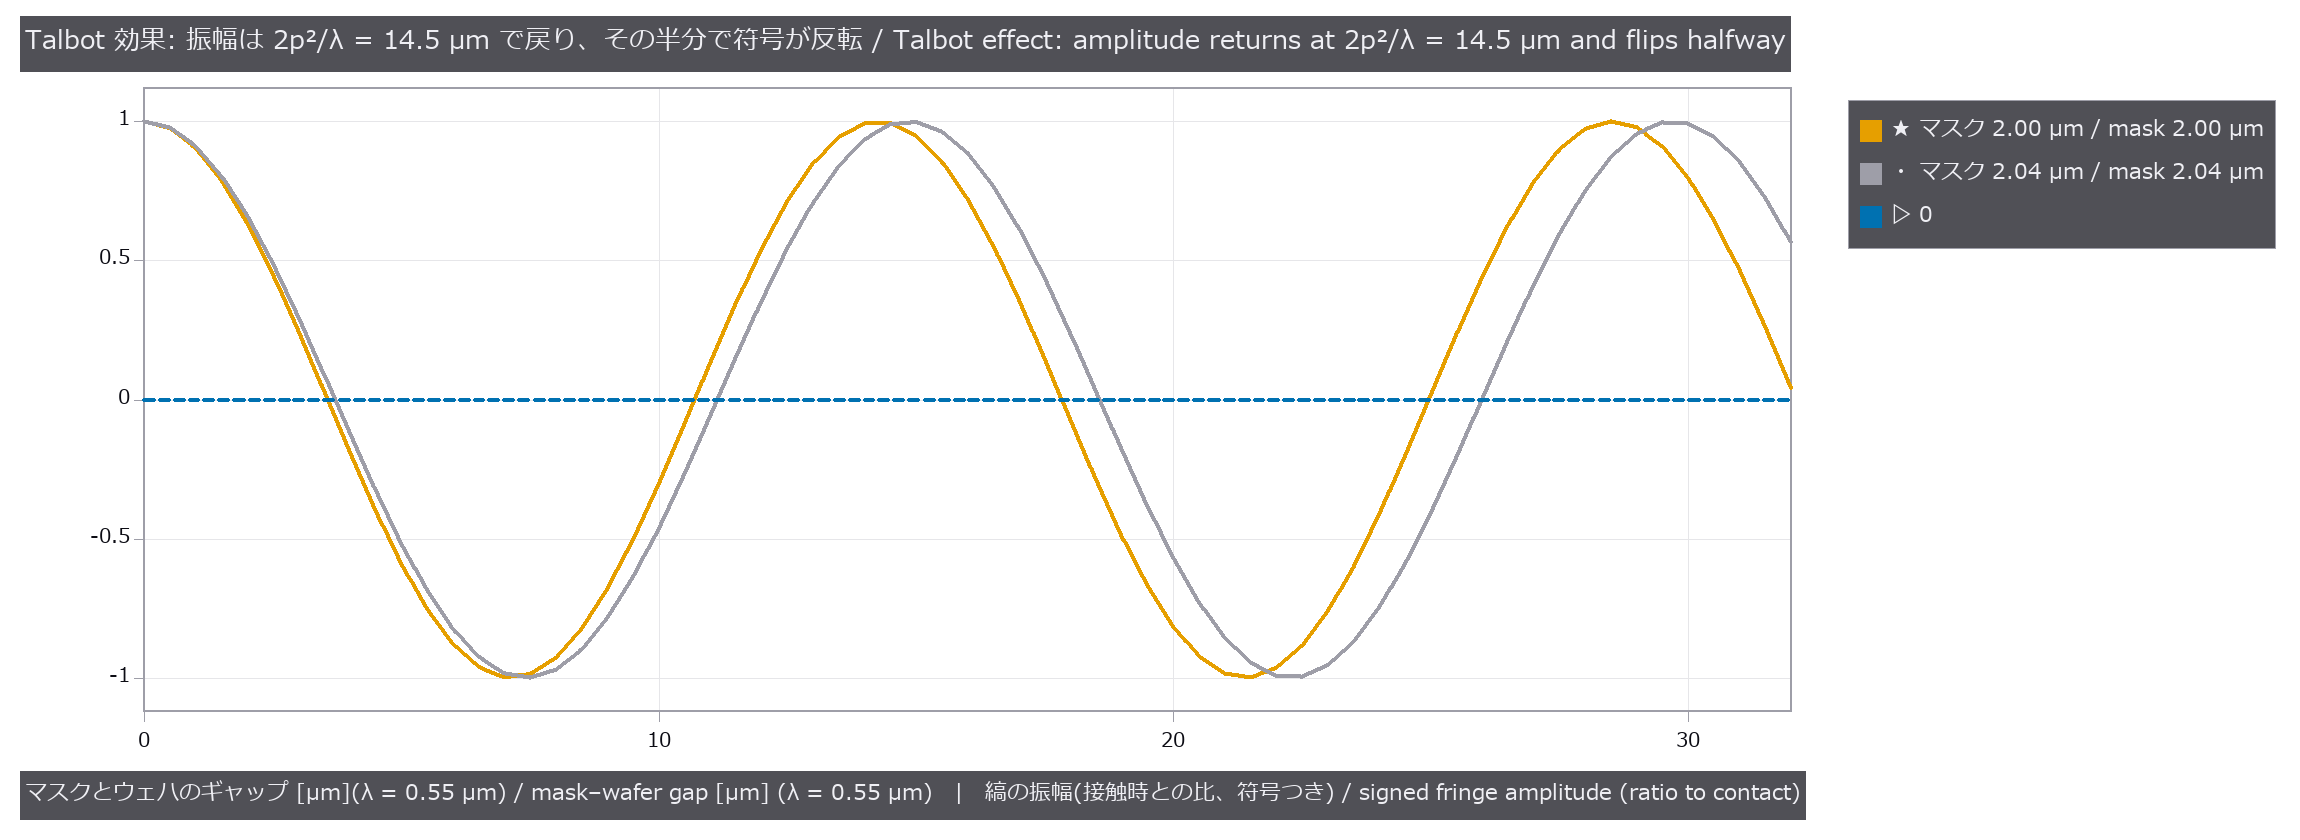 Talbot 効果: 振幅は 2p²/λ = 14.5 µm で戻り、その半分で符号が反転 / Talbot effect: amplitude returns at 2p²/λ = 14.5 µm and flips halfway
★ マスク 2.00 µm / mask 2.00 µm
・ マスク 2.04 µm / mask 2.04 µm
▷ 0
1
0.5
0
-0.5
-1
0 10 20 30
マスクとウェハのギャップ [µm](λ = 0.55 µm) / mask–wafer gap [µm] (λ = 0.55 µm) | 縞の振幅(接触時との比、符号つき) / signed fringe amplitude (ratio to contact)